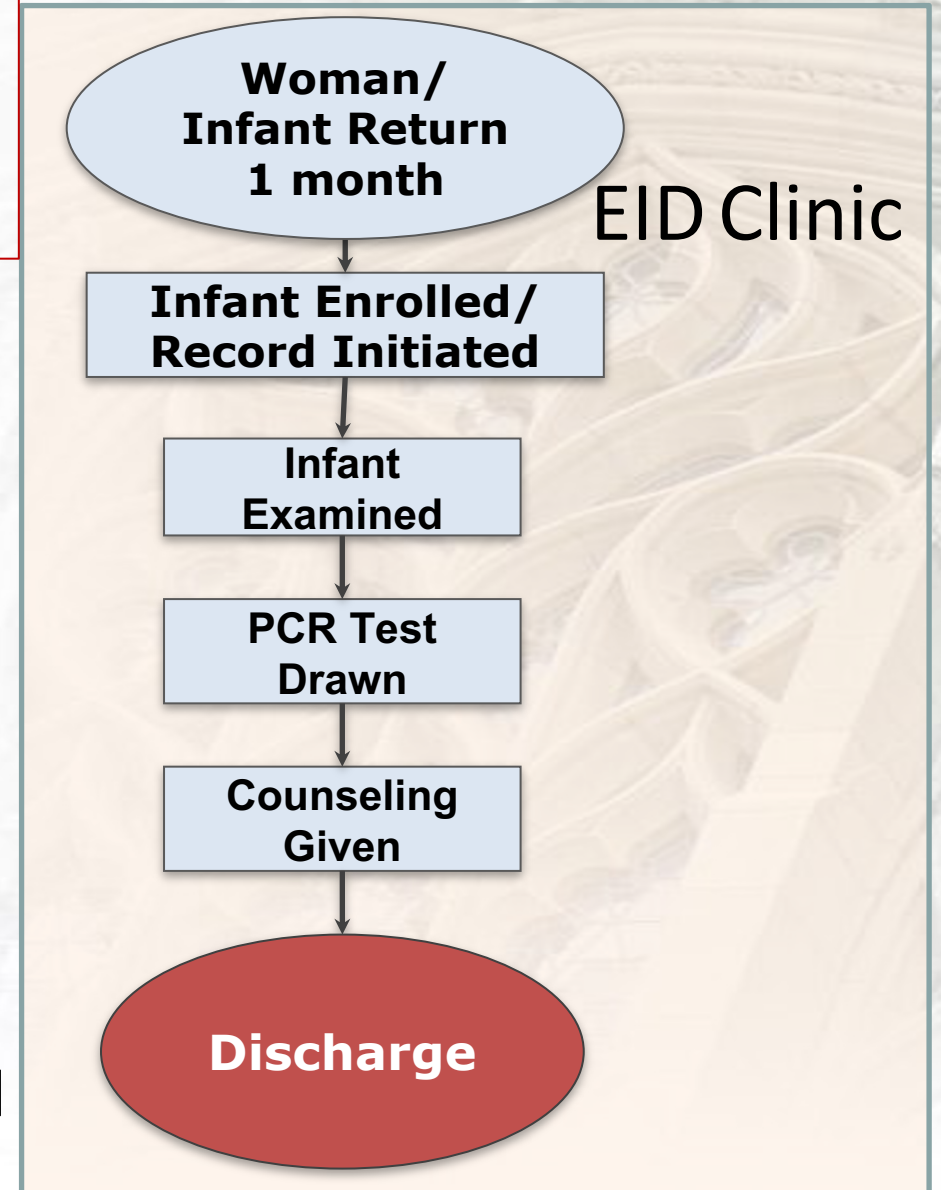 Woman/
Infant Return
1 month
EID Clinic
Infant Enrolled/
Record Initiated
Infant
Examined
PCR Test
Drawn
Counseling
Given
Discharge